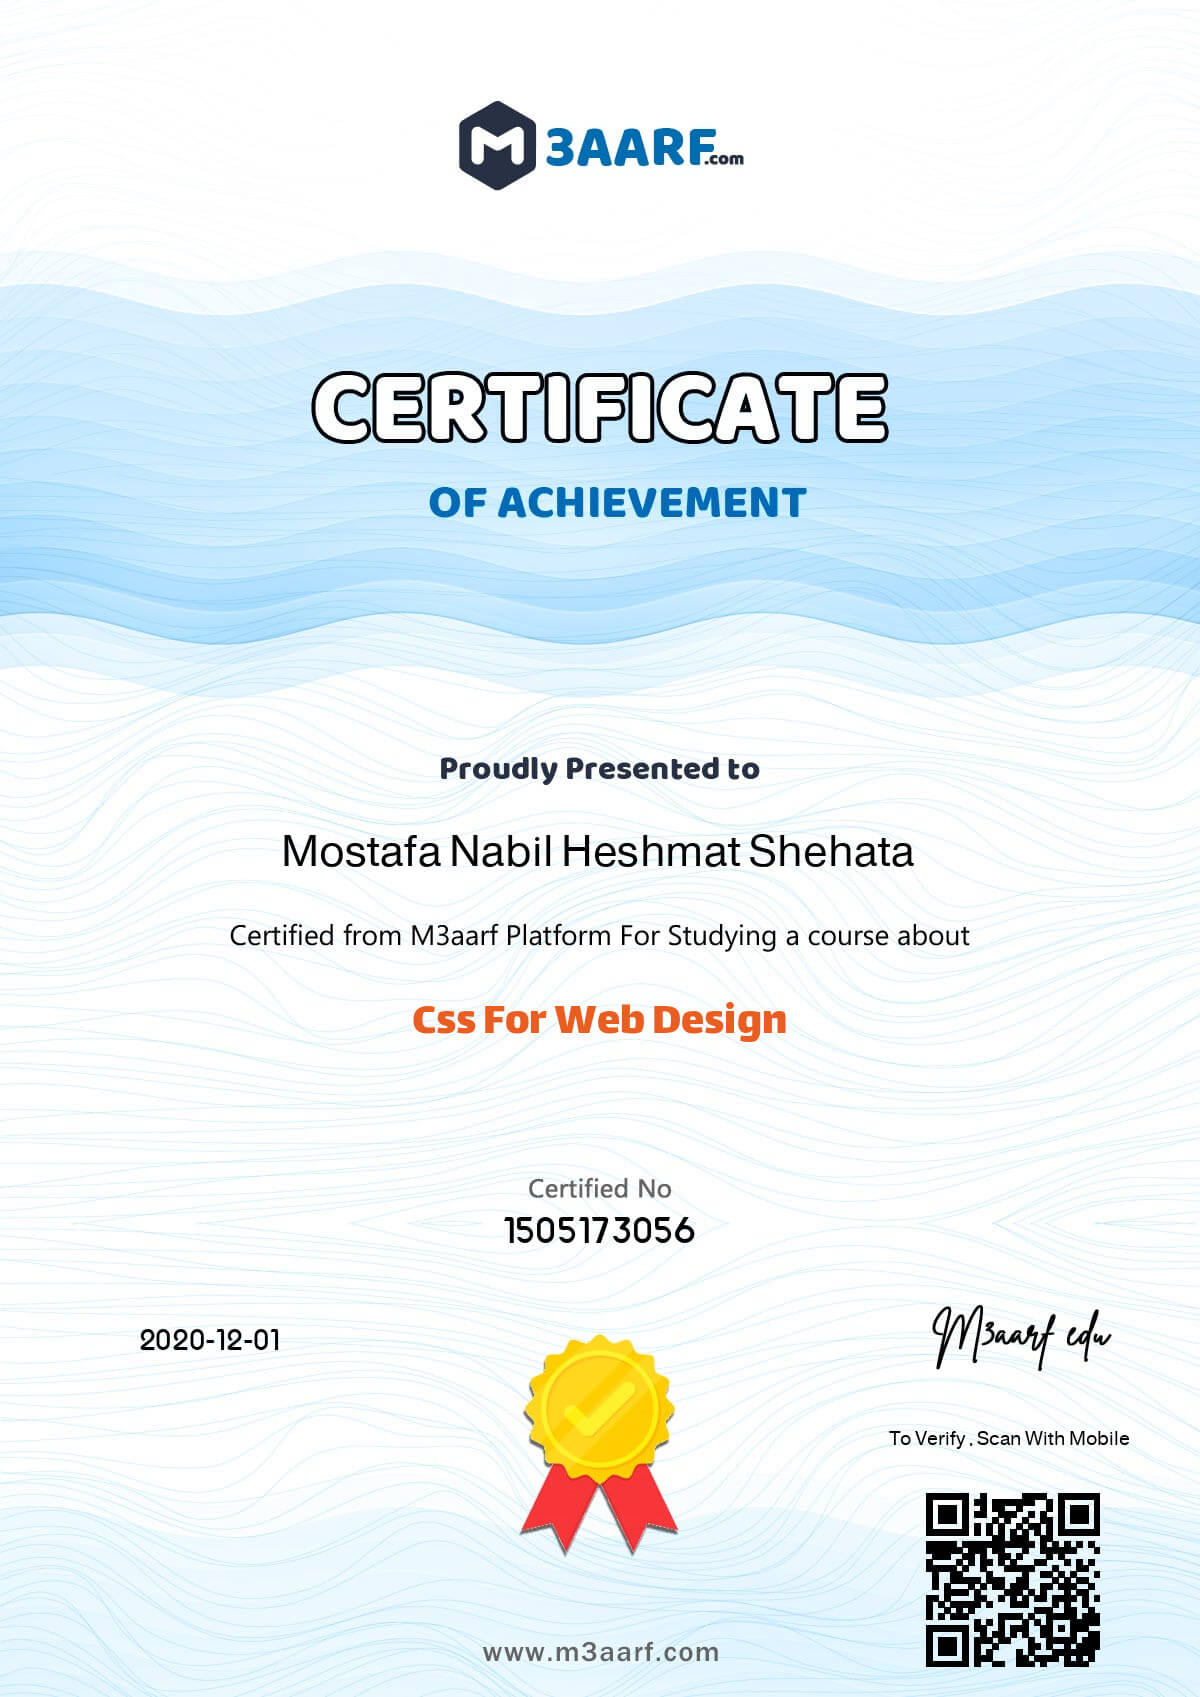 M 3AARF.com
CERTIFICATE
OF ACHIEVEMENT
Proudly Presented to
Mostafa Nabil Heshmat Shehata
Certified from M3aarf Platform For Studying a course about
Css For Web Design
Certified No
1505173056
2020-12-01
M3aarf edu
To Verify , Scan With Mobile
www.m3aarf.com